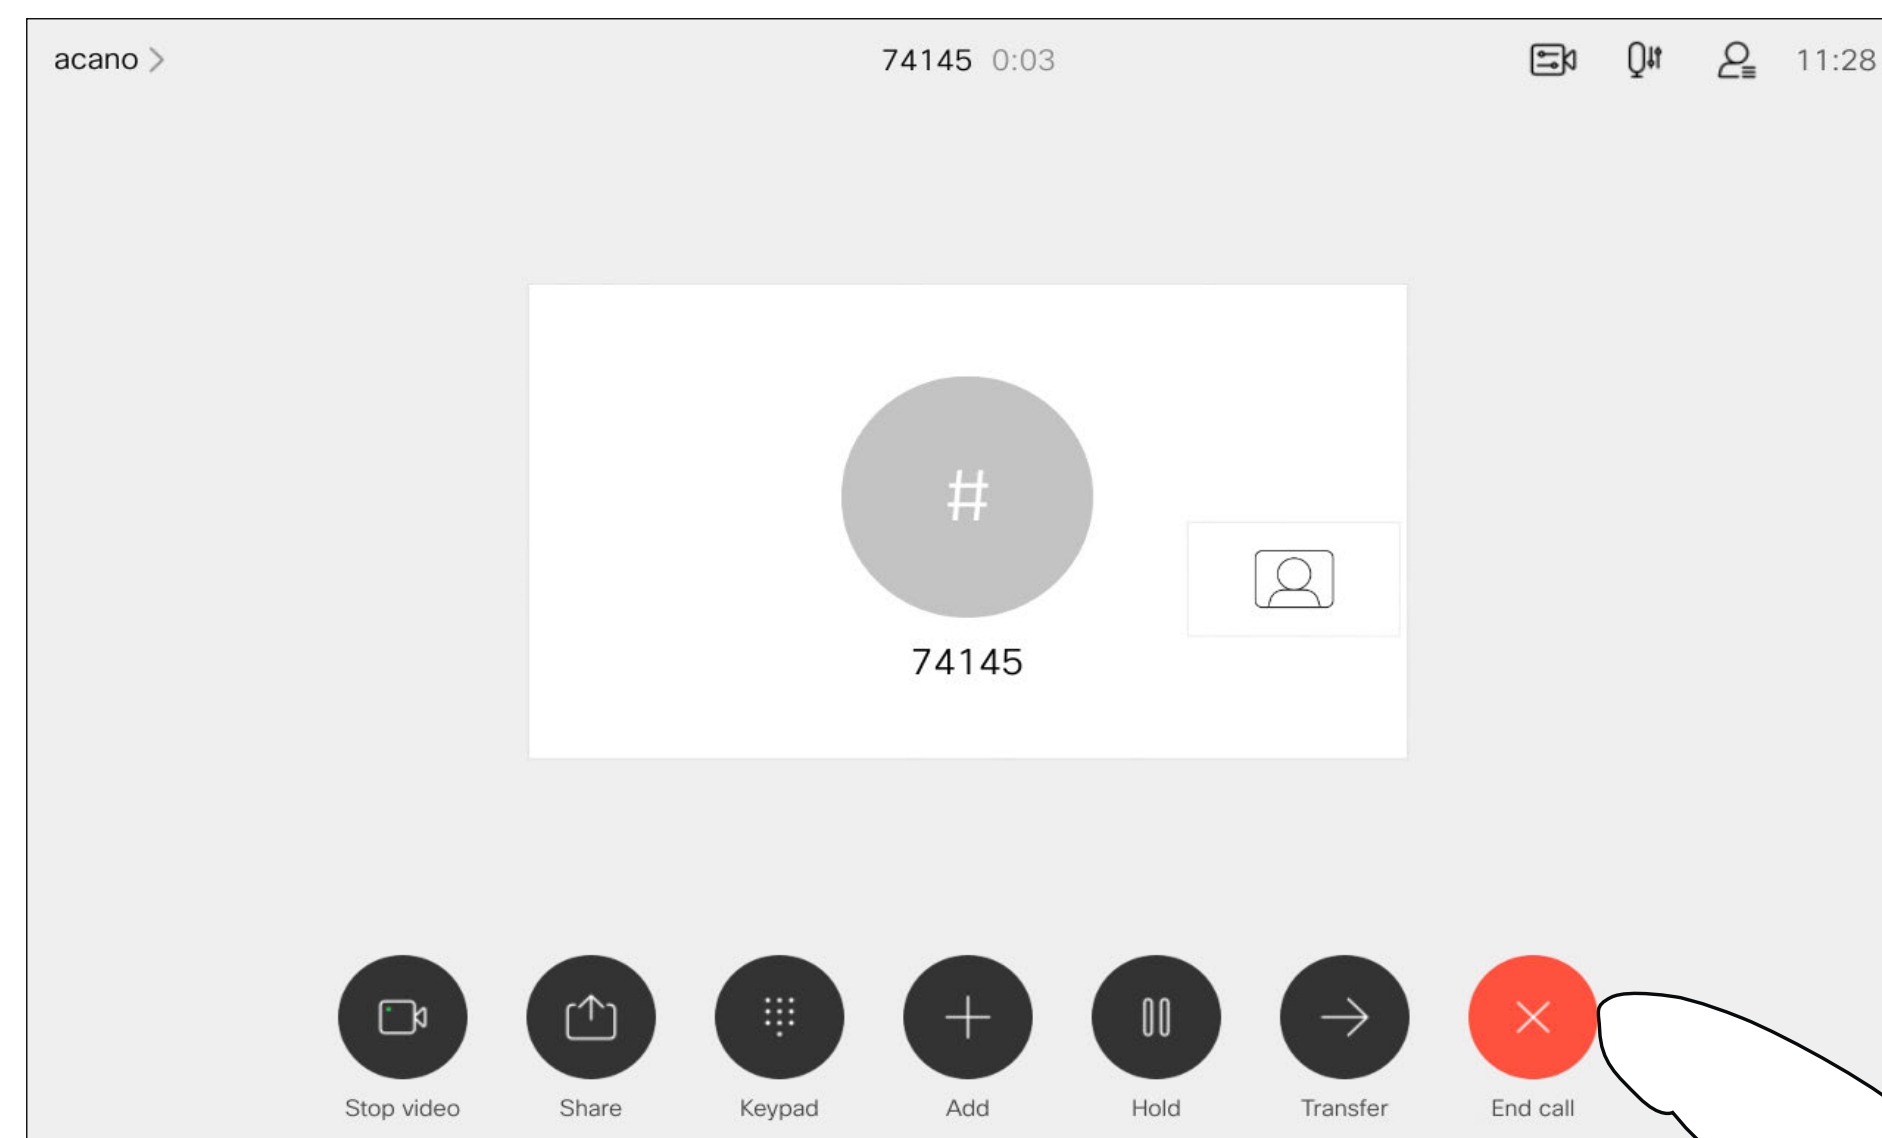 acano
74145 0:03
11:28
#
74145
Stop video
Share
Keypad
Add
Hold
Transfer
End call